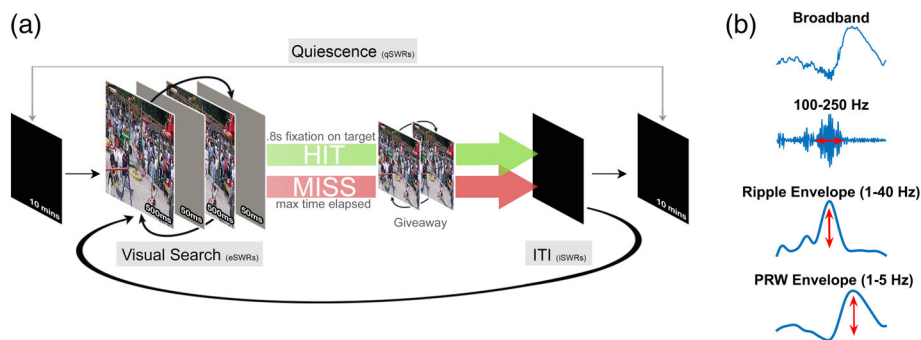 (a)
Quiescence (qSWRs)
10 mins
500ms
50ms
500ms
50ms
.8s fixation on target
HIT
MISS
max time elapsed
Giveaway
Visual Search (eSWRs)
ITI (iSWRs)
10 mins
(b)
Broadband
100-250 Hz
Ripple Envelope (1-40 Hz)
PRW Envelope (1-5 Hz)